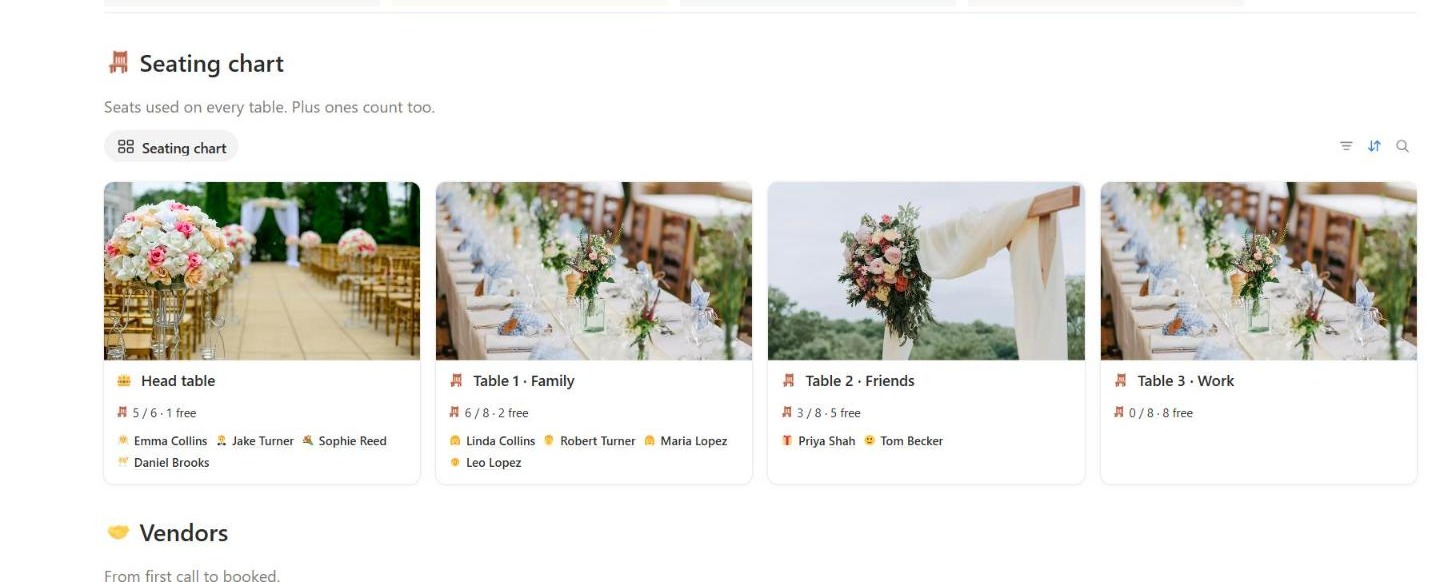 Seating chart
Seats used on every table. Plus ones count too.
Seating chart
Head table
5 / 6 · 1 free
Emma Collins Jake Turner Sophie Reed
Daniel Brooks
Table 1 · Family
6 / 8 · 2 free
Linda Collins Robert Turner Maria Lopez
Leo Lopez
Table 2 · Friends
3 / 8 · 5 free
Priya Shah Tom Becker
Table 3 · Work
0 / 8 · 8 free
Vendors
From first call to booked.